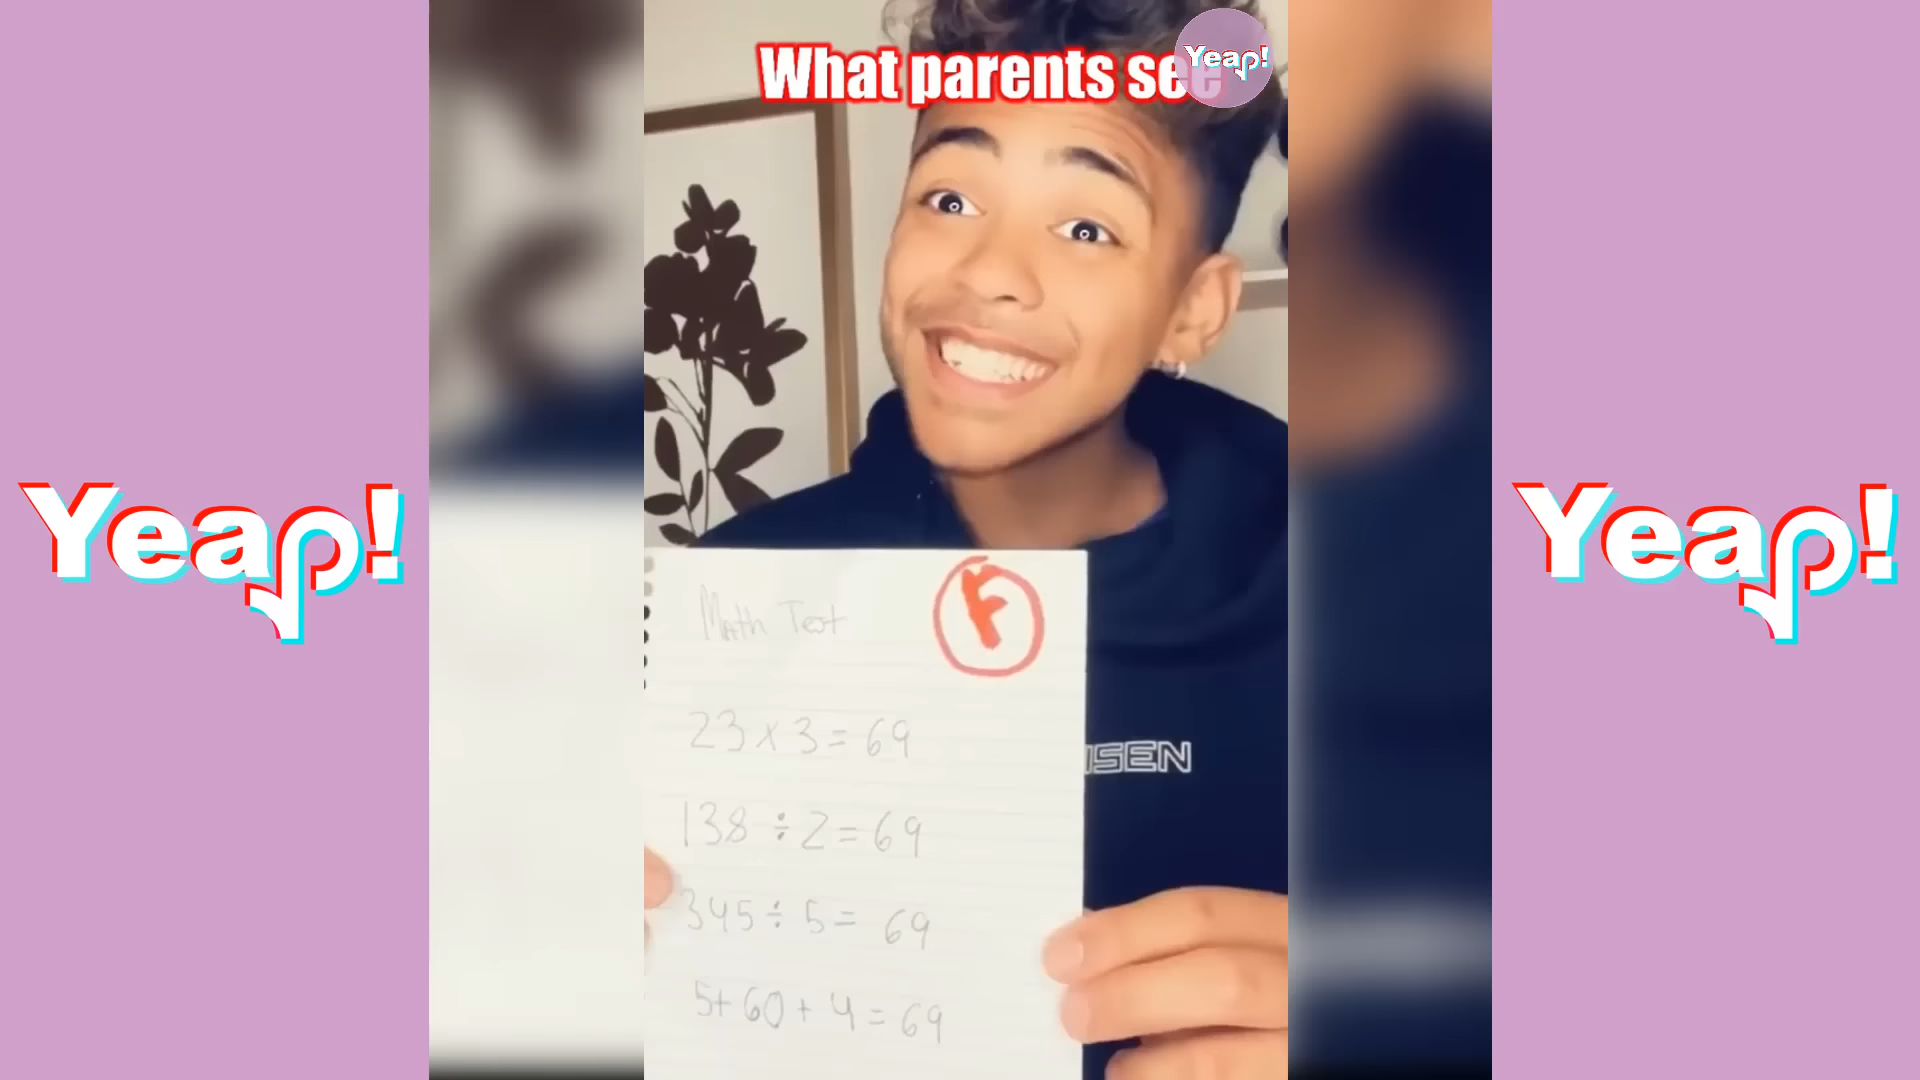 What parents see
Yeap!
Yeap!
Yeap!
F
Math Test
23 x 3 = 69
138 ÷ 2 = 69
345 ÷ 5 = 69
5+ 60 + 4 = 69
ISEN